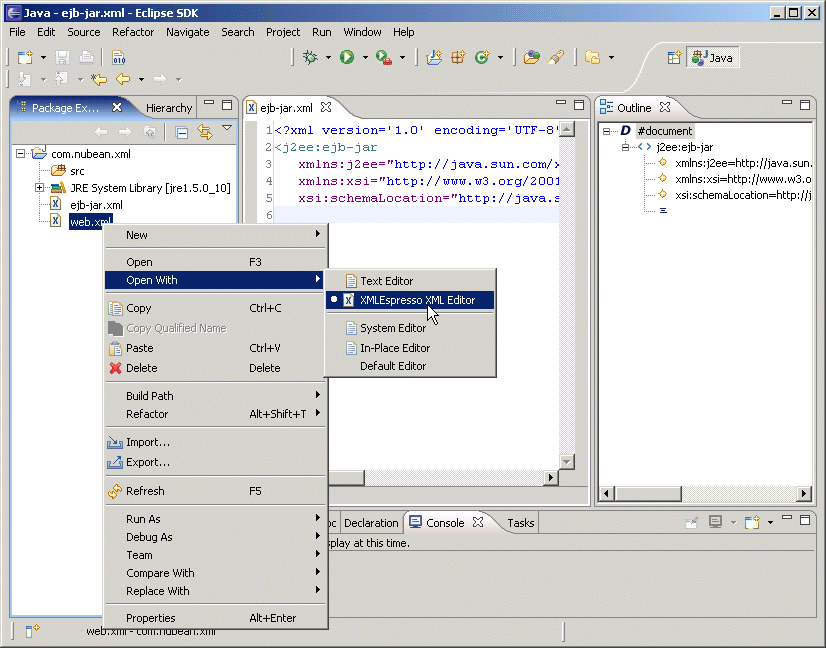 Java - ejb-jar.xml - Eclipse SDK
File Edit Source Refactor Navigate Search Project Run Window Help
010
Java
Package Ex...
Hierarchy
com.nubean.xml
src
JRE System Library [jre1.5.0_10]
ejb-jar.xml
web.xml
ejb-jar.xml
1 <?xml version='1.0' encoding='UTF-8'
2 <j2ee:ejb-jar
3 xmlns:j2ee="http://java.sun.com/x
4 xmlns:xsi="http://www.w3.org/2001
5 xsi:schemaLocation="http://java.s
6
Outline
D #document
j2ee:ejb-jar
xmlns:j2ee=http://java.sun.
xmlns:xsi=http://www.w3.o
xsi:schemaLocation=http://j
New
Open F3
Open With
Copy Ctrl+C
Copy Qualified Name
Paste Ctrl+V
Delete Delete
Build Path
Refactor Alt+Shift+T
Import...
Export...
Refresh F5
Run As
Debug As
Team
Compare With
Replace With
Properties Alt+Enter
Text Editor
XMLEspresso XML Editor
System Editor
In-Place Editor
Default Editor
Declaration
Console
Tasks
splay at this time.
web.xml - com.nubean.xml